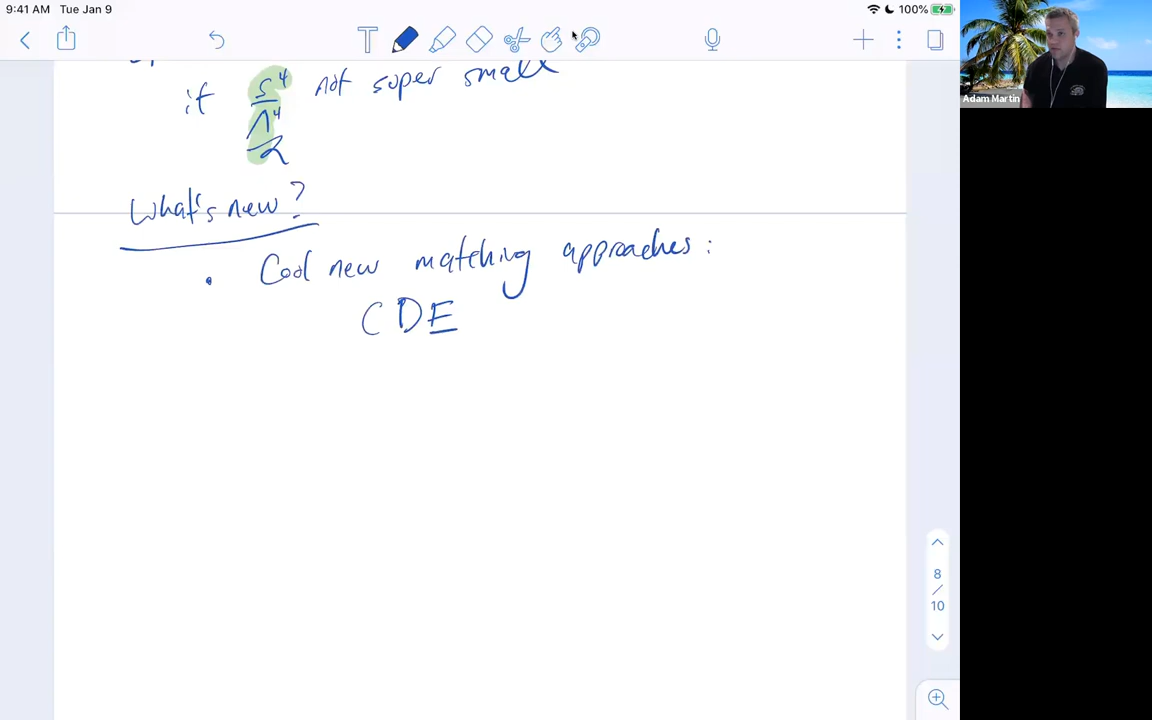 9:41 AM Tue Jan 9
100%
Adam Martin
if s⁴ not super small
Λ⁴
What's new?
• Cool new matching approaches:
CDE
8
/
10